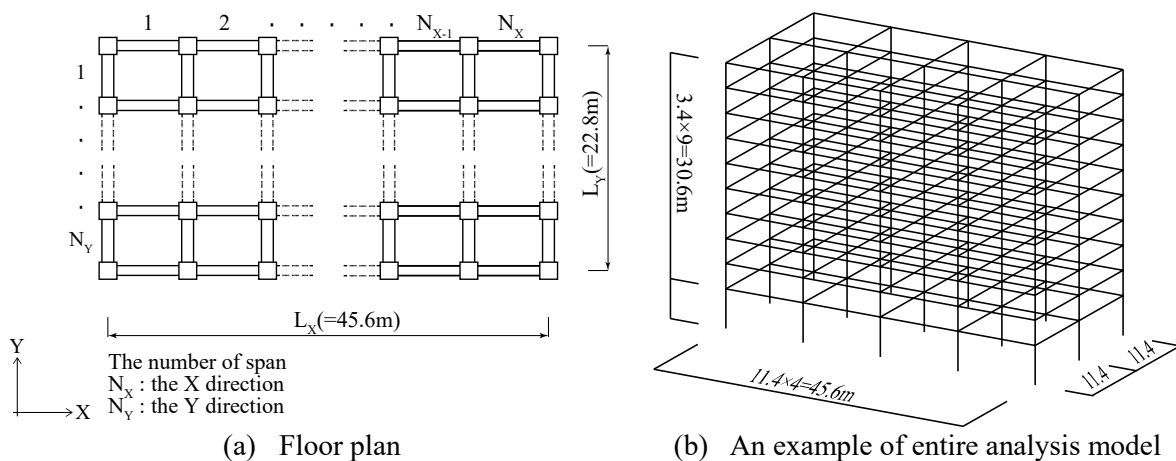 1 2 · · · · · N_{X-1} N_X
1
·
·
·
·
N_Y
L_Y(=22.8m)
L_X(=45.6m)
Y
X
The number of span
N_X : the X direction
N_Y : the Y direction
(a) Floor plan
3.4×9=30.6m
11.4×4=45.6m
11.4
11.4
(b) An example of entire analysis model